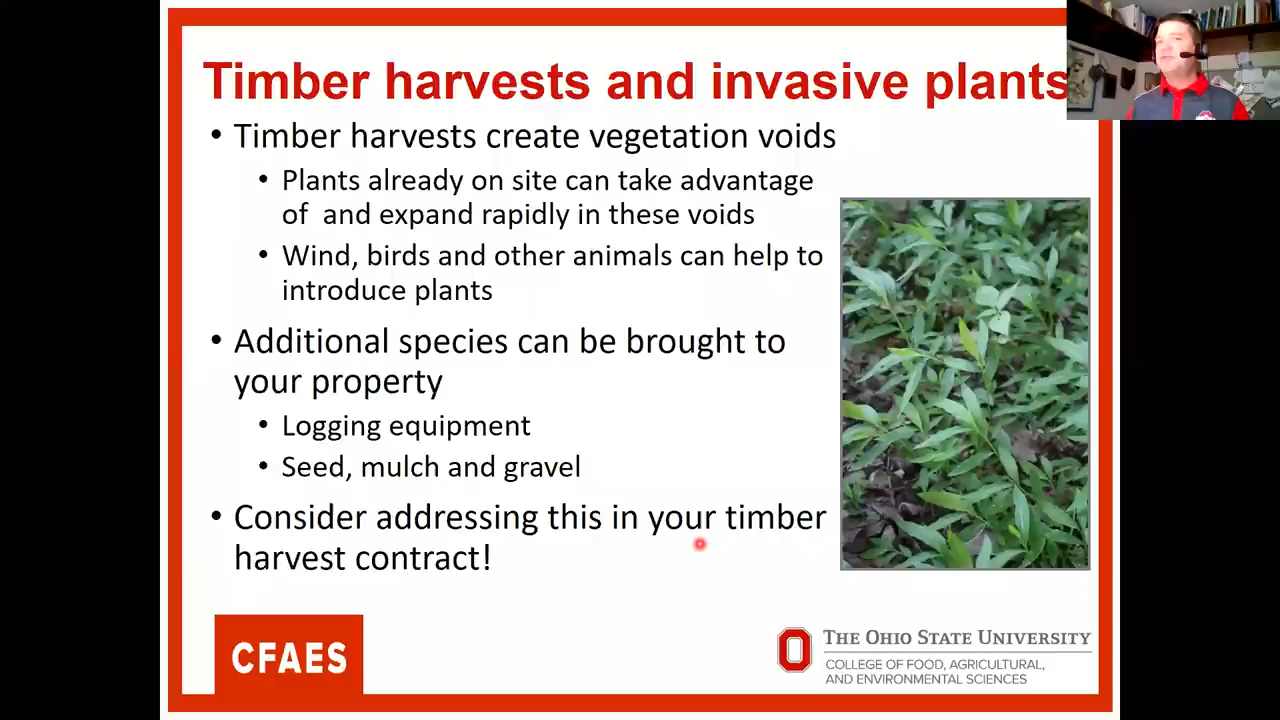 Timber harvests and invasive plants
• Timber harvests create vegetation voids
• Plants already on site can take advantage
of and expand rapidly in these voids
• Wind, birds and other animals can help to
introduce plants
• Additional species can be brought to
your property
• Logging equipment
• Seed, mulch and gravel
• Consider addressing this in your timber
harvest contract!
CFAES
THE OHIO STATE UNIVERSITY
COLLEGE OF FOOD, AGRICULTURAL,
AND ENVIRONMENTAL SCIENCES